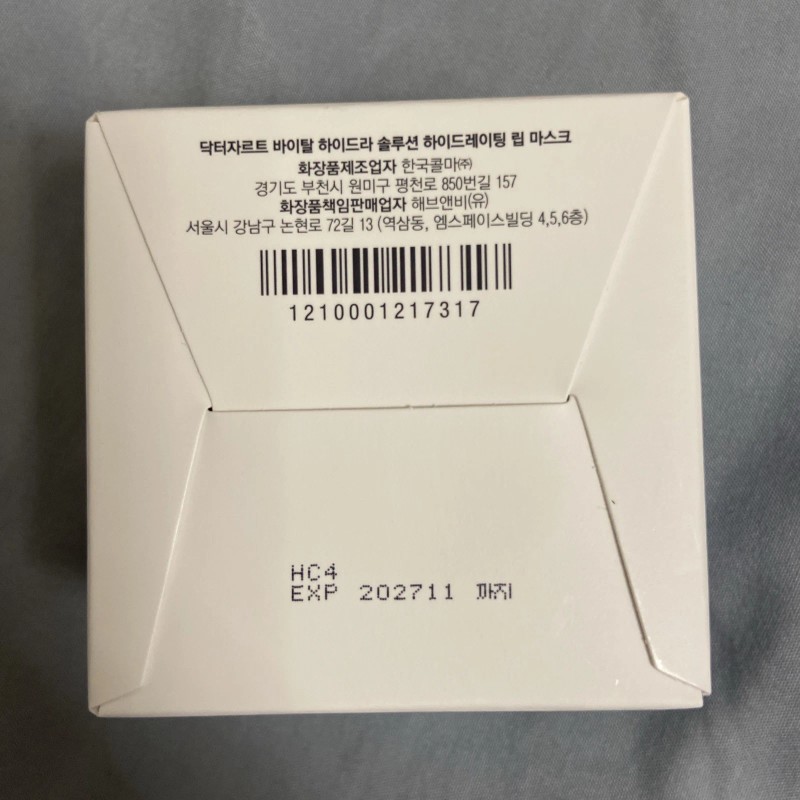 닥터자르트 바이탈 하이드라 솔루션 하이드레이팅 립 마스크
화장품제조업자 한국콜마㈜
경기도 부천시 원미구 평천로 850번길 157
화장품책임판매업자 해브앤비(유)
서울시 강남구 논현로 72길 13 (역삼동, 엠스페이스빌딩 4,5,6층)
1210001217317
HC4
EXP 202711 까지